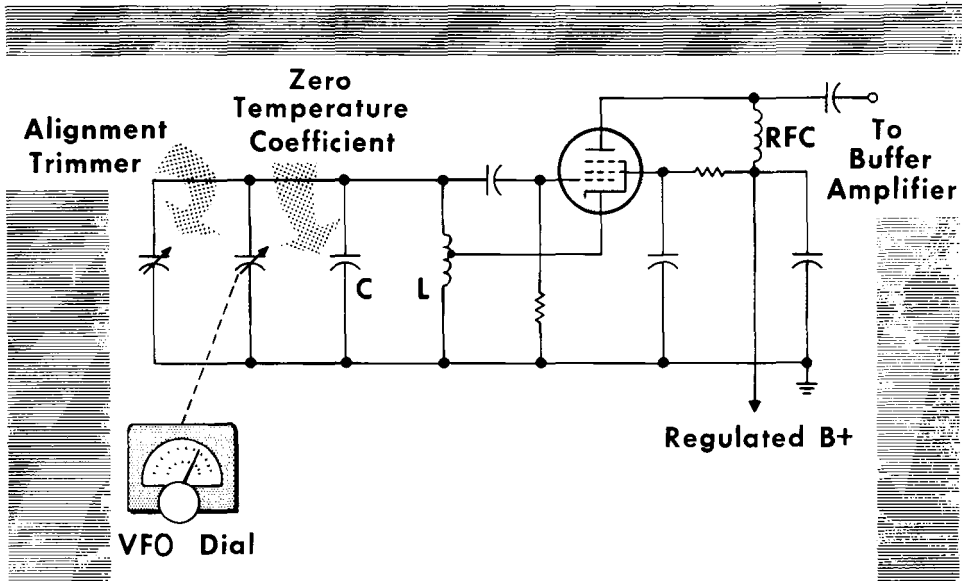 Zero
Temperature
Coefficient
Alignment
Trimmer
RFC
To
Buffer
Amplifier
C
L
Regulated B+
VFO Dial